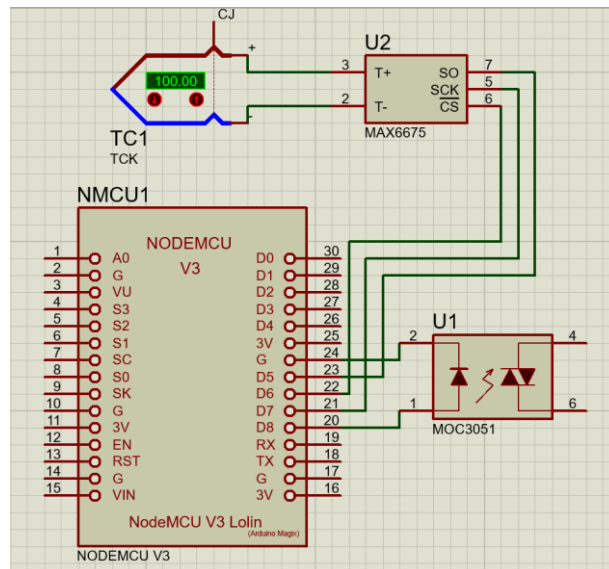 CJ
+
100.00
-
TC1
TCK
U2
3 T+ SO 7
SCK 5
2 T- CS 6
MAX6675
NMCU1
NODEMCU
V3
1 A0 D0 30
2 G D1 29
3 VU D2 28
4 S3 D3 27
5 S2 D4 26
6 S1 3V 25
7 SC G 24
8 S0 D5 23
9 SK D6 22
10 G D7 21
11 3V D8 20
12 EN RX 19
13 RST TX 18
14 G G 17
15 VIN 3V 16
NodeMCU V3 Lolin
(Arduino Magix)
NODEMCU V3
U1
2 4
1 6
MOC3051